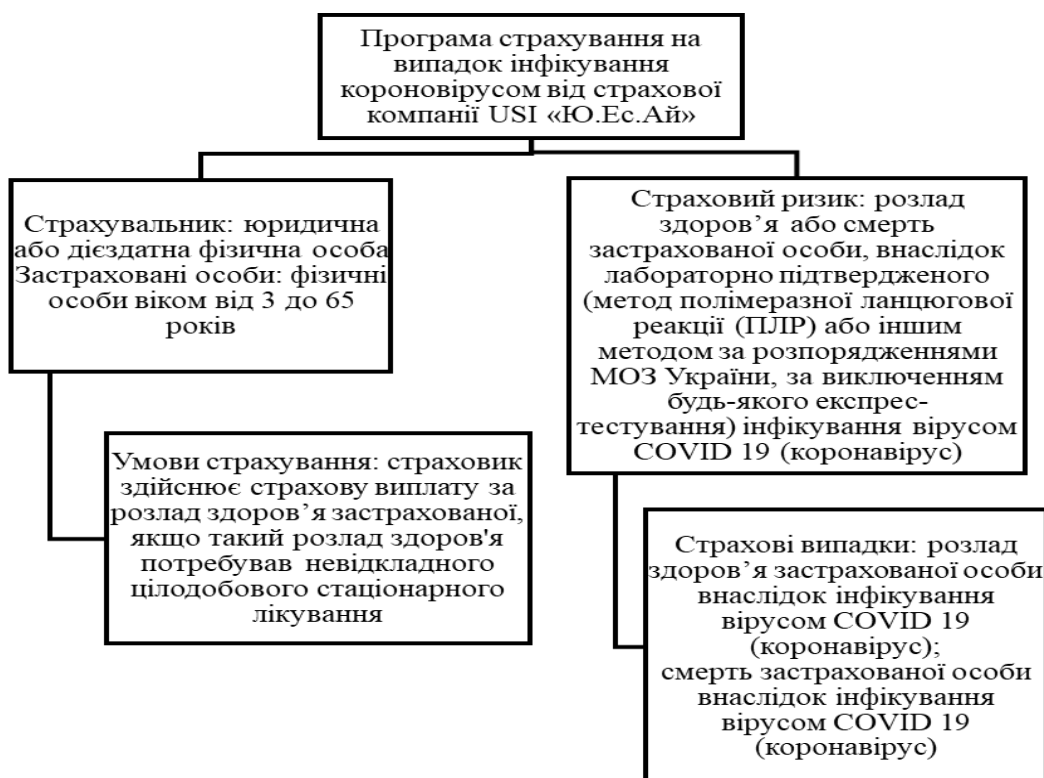 Програма страхування на
випадок інфікування
короновірусом від страхової
компанії USI «Ю.Ес.Ай»
Страхувальник: юридична
або дієздатна фізична особа
Застраховані особи: фізичні
особи віком від 3 до 65
років
Умови страхування: страховик
здійснює страхову виплату за
розлад здоров’я застрахованої,
якщо такий розлад здоров'я
потребував невідкладного
цілодобового стаціонарного
лікування
Страховий ризик: розлад
здоров’я або смерть
застрахованої особи, внаслідок
лабораторно підтвердженого
(метод полімеразної ланцюгової
реакції (ПЛР) або іншим
методом за розпорядженнями
МОЗ України, за виключенням
будь-якого експрес-
тестування) інфікування вірусом
COVID 19 (коронавірус)
Страхові випадки: розлад
здоров’я застрахованої особи
внаслідок інфікування
вірусом COVID 19
(коронавірус);
смерть застрахованої особи
внаслідок інфікування
вірусом COVID 19
(коронавірус)